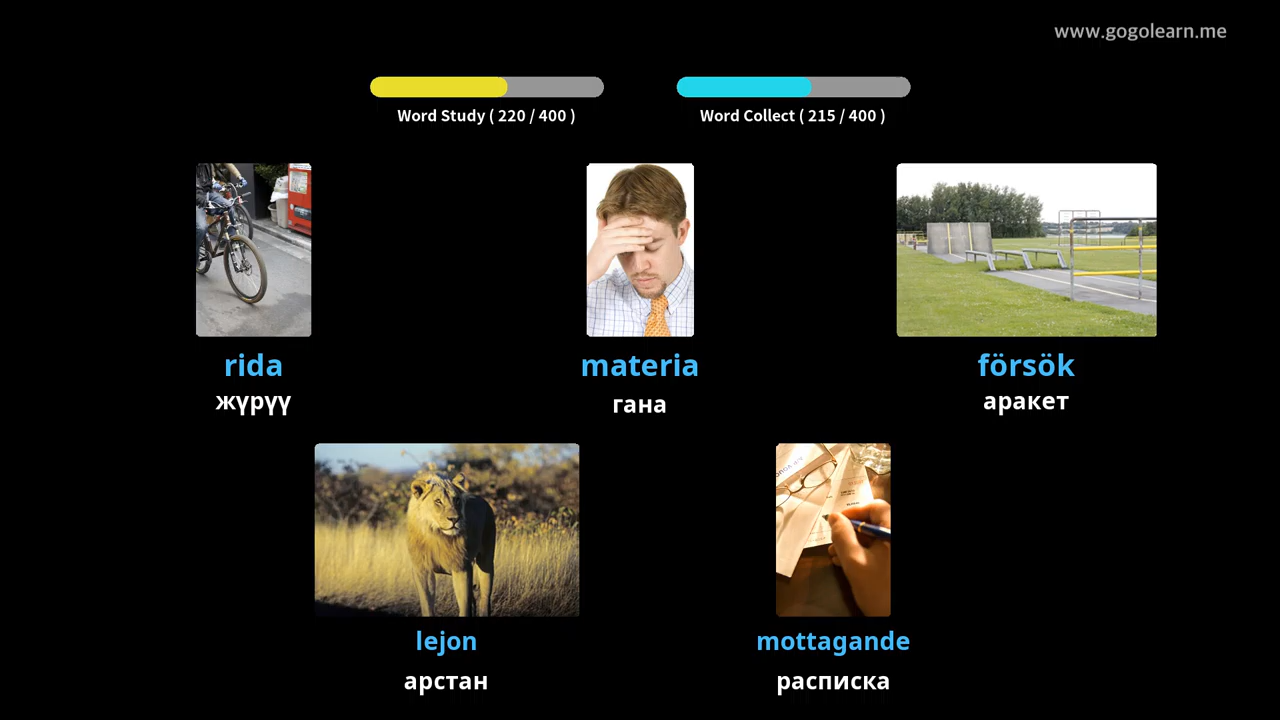 www.gogolearn.me
Word Study ( 220 / 400 )
Word Collect ( 215 / 400 )
rida
materia
försök
жүрүү
гана
аракет
lejon
mottagande
арстан
расписка